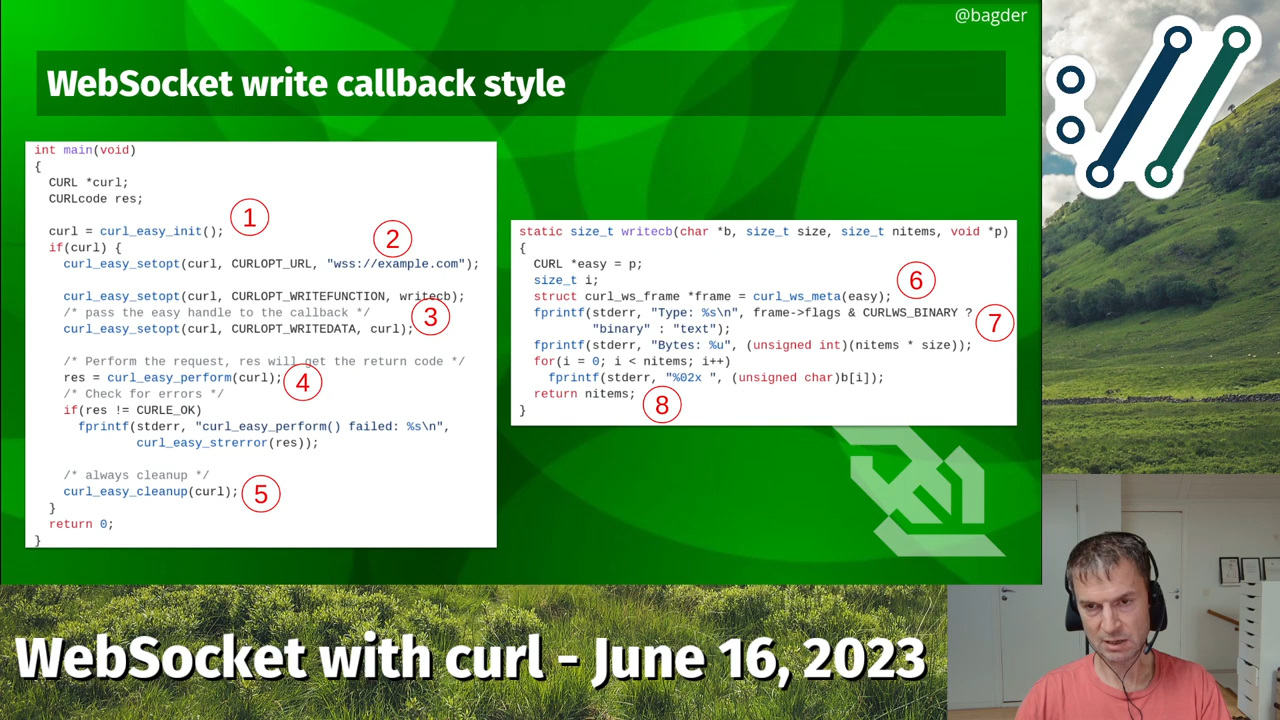 @bagder
WebSocket write callback style
int main(void)
{
  CURL *curl;
  CURLcode res;
  curl = curl_easy_init();
1
  if(curl) {
2
    curl_easy_setopt(curl, CURLOPT_URL, "wss://example.com");
    curl_easy_setopt(curl, CURLOPT_WRITEFUNCTION, writecb);
    /* pass the easy handle to the callback */
3
    curl_easy_setopt(curl, CURLOPT_WRITEDATA, curl);
    /* Perform the request, res will get the return code */
    res = curl_easy_perform(curl);
4
    /* Check for errors */
    if(res != CURLE_OK)
      fprintf(stderr, "curl_easy_perform() failed: %s\n",
              curl_easy_strerror(res));
    /* always cleanup */
    curl_easy_cleanup(curl);
5
  }
  return 0;
}
static size_t writecb(char *b, size_t size, size_t nitems, void *p)
{
  CURL *easy = p;
  size_t i;
6
  struct curl_ws_frame *frame = curl_ws_meta(easy);
  fprintf(stderr, "Type: %s\n", frame->flags & CURLWS_BINARY ?
7
          "binary" : "text");
  fprintf(stderr, "Bytes: %u", (unsigned int)(nitems * size));
  for(i = 0; i < nitems; i++)
    fprintf(stderr, "%02x ", (unsigned char)b[i]);
  return nitems;
8
}
WebSocket with curl - June 16, 2023